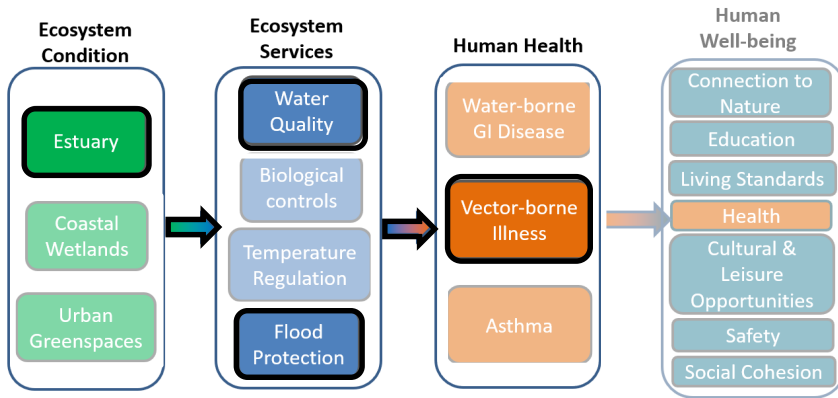 Ecosystem
Condition
Estuary
Coastal
Wetlands
Urban
Greenspaces
Ecosystem
Services
Water
Quality
Biological
controls
Temperature
Regulation
Flood
Protection
Human Health
Water-borne
GI Disease
Vector-borne
Illness
Asthma
Human
Well-being
Connection to
Nature
Education
Living Standards
Health
Cultural &
Leisure
Opportunities
Safety
Social Cohesion